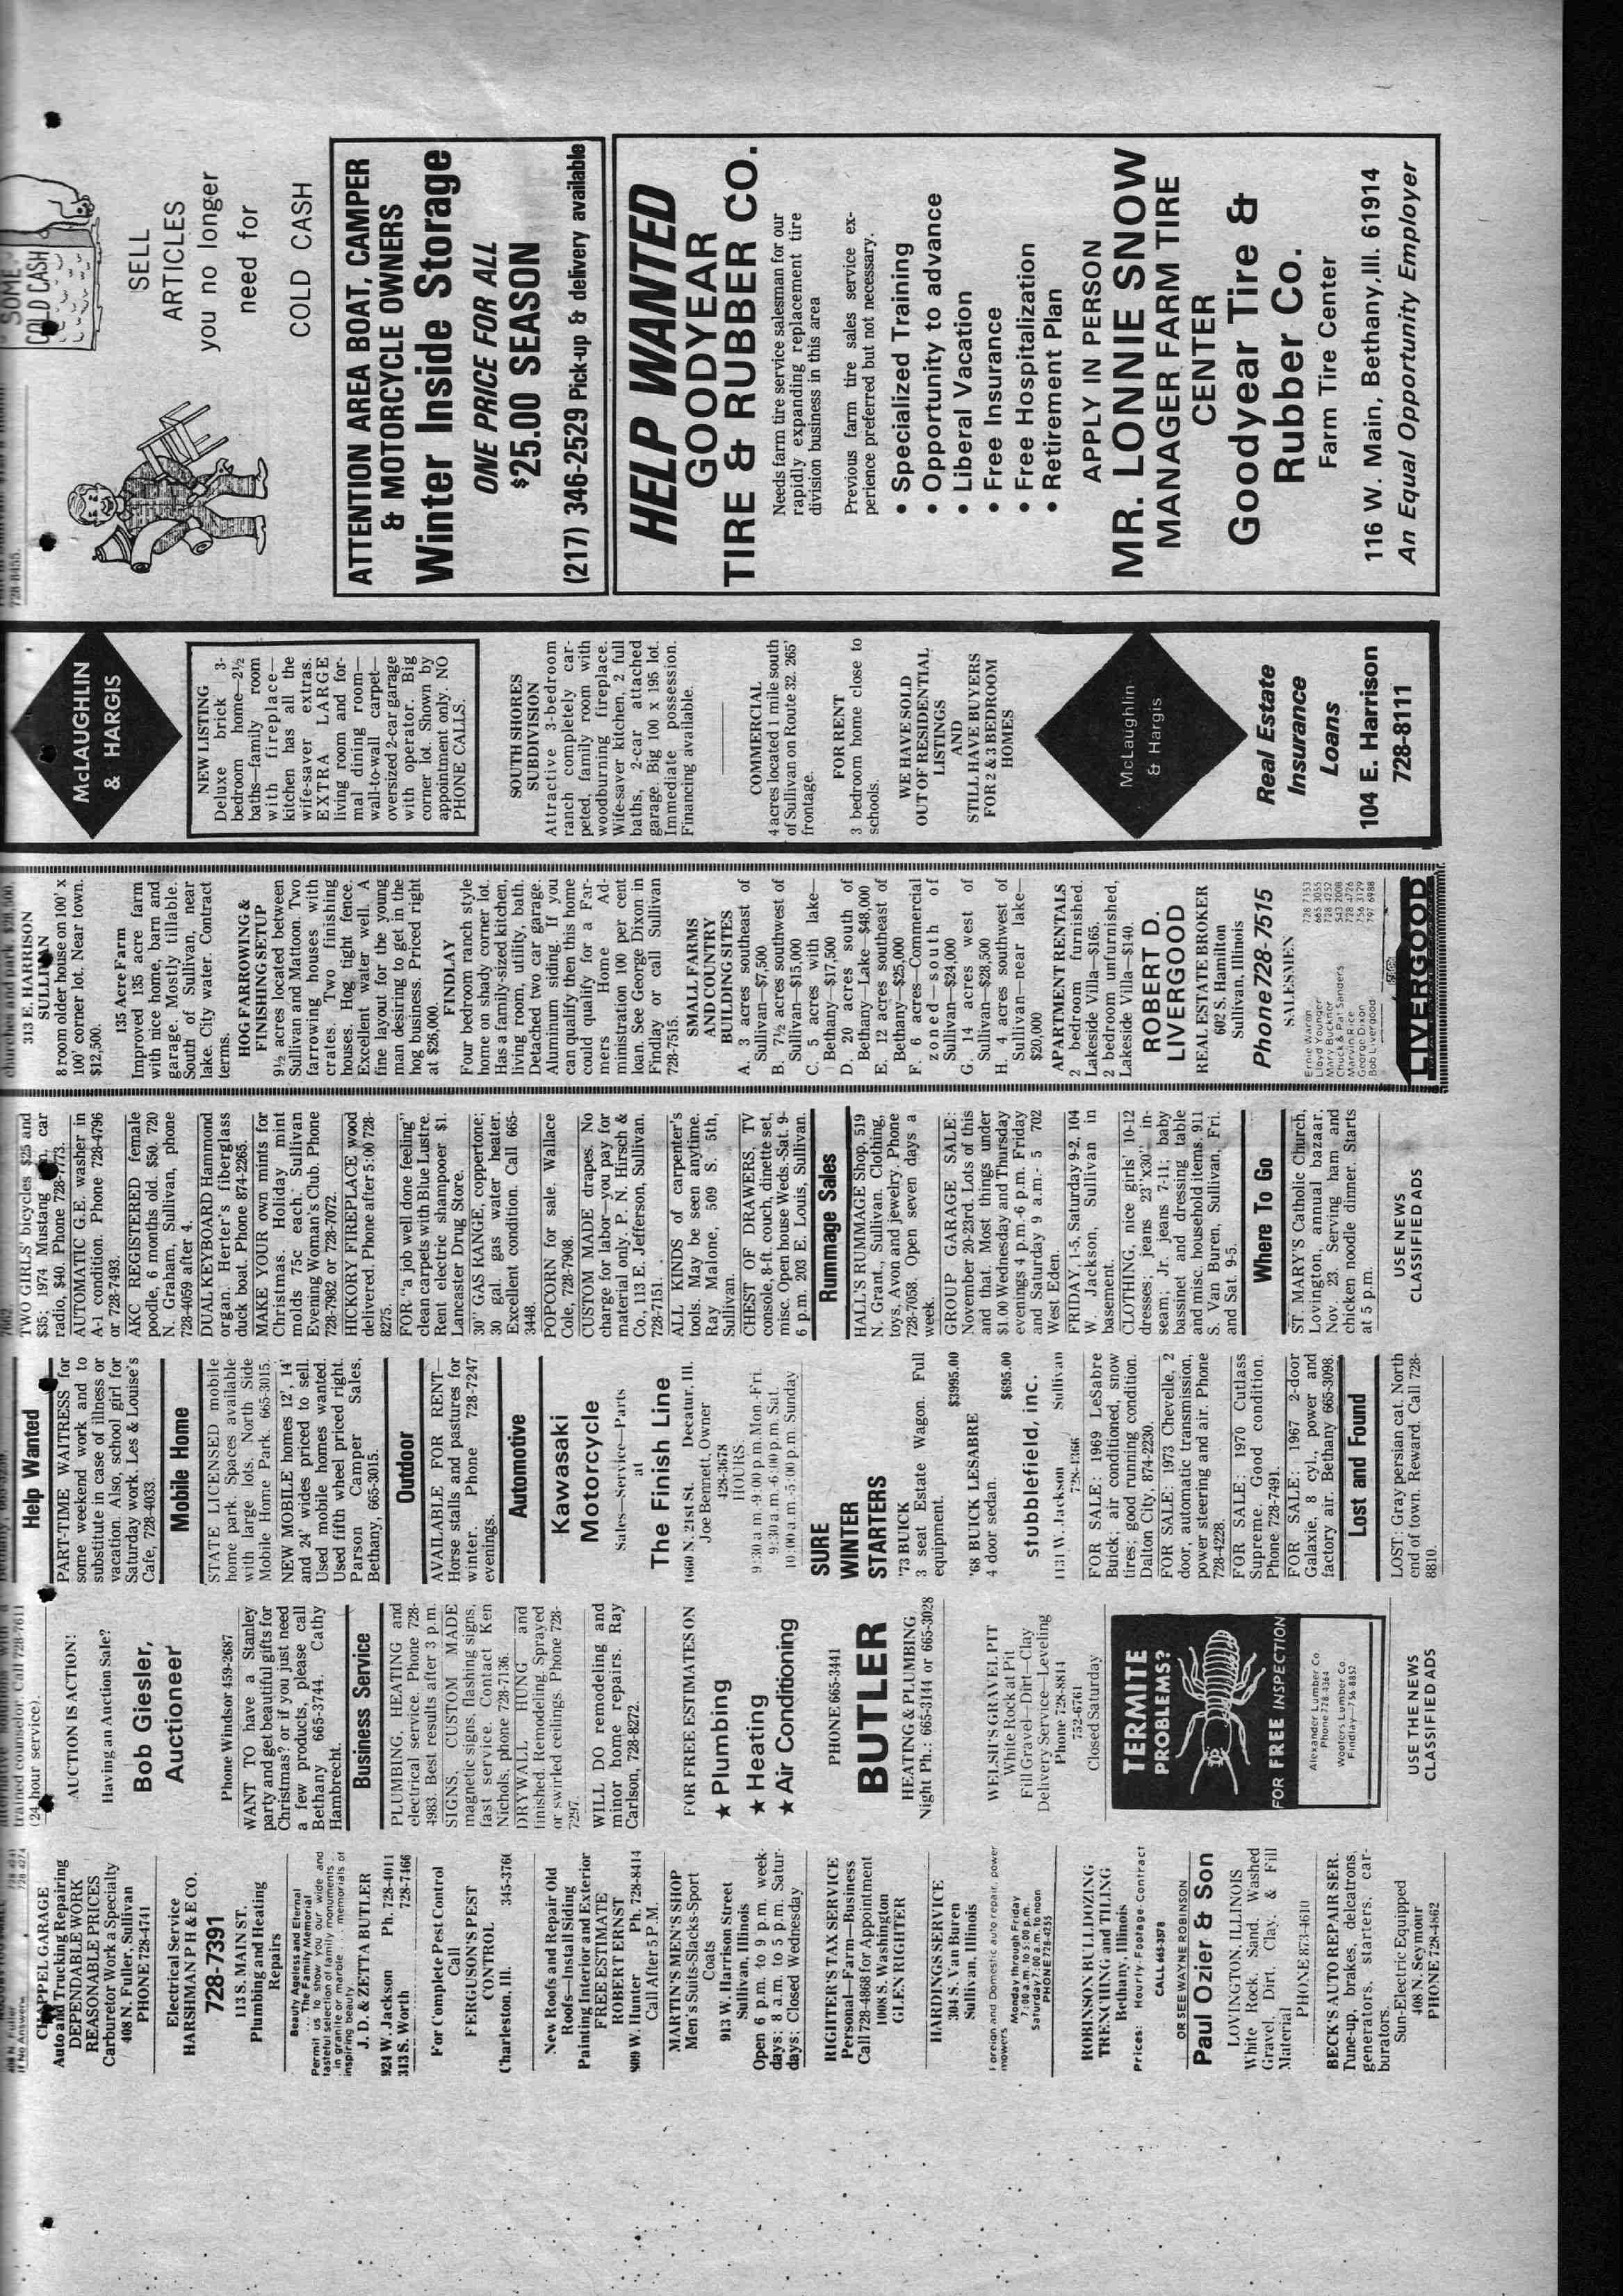 CHAPPEL GARAGE
Auto and Trucking Repairing
DEPENDABLE WORK
REASONABLE PRICES
Carburetor Work a Specialty
408 N. Fuller, Sullivan
PHONE 728-4741
Electrical Service
HARSHMAN P H & E CO.
728-7391
113 S. MAIN ST.
Plumbing and Heating
Repairs
Beauty Ageless and Eternal
The Family Memorial
Permit us to show you our wide and
tasteful selection of family monuments
in granite or marble . . . memorials of
inspiring beauty
J. D. & ZETTA BUTLER
924 W. Jackson Ph. 728-4011
313 S. Worth 728-7466
For Complete Pest Control
Call
FERGUSON'S PEST
CONTROL
Charleston, Ill. 345-3760
New Roofs and Repair Old
Roofs—Install Siding
Painting Interior and Exterior
FREE ESTIMATE
ROBERT ERNST
809 W. Hunter Ph. 728-8414
Call After 5 P.M.
MARTIN'S MEN'S SHOP
Men's Suits-Slacks-Sport
Coats
913 W. Harrison Street
Sullivan, Illinois
Open 6 p.m. to 9 p.m. week-
days; 8 a.m. to 5 p.m. Satur-
days; Closed Wednesday
RIGHTER'S TAX SERVICE
Personal—Farm—Business
Call 728-4868 for Appointment
1008 S. Washington
GLEN RIGHTER
HARDINGS SERVICE
304 S. Van Buren
Sullivan, Illinois
Foreign and Domestic auto repair, power
mowers
Monday through Friday
7:00 a.m. to 5:00 p.m.
Saturday 7:00 a.m. to noon
PHONE 728-4235
ROBINSON BULLDOZING
TRENCHING and TILING
Bethany, Illinois
Prices: Hourly-Footage-Contract
CALL 665-3578
OR SEE WAYNE ROBINSON
Paul Ozier & Son
LOVINGTON, ILLINOIS
White Rock, Sand, Washed
Gravel, Dirt, Clay, & Fill
Material
PHONE 873-4610
BECK'S AUTO REPAIR SER.
Tune-up, brakes, delcatrons,
generators, starters, car-
burators.
Sun-Electric Equipped
408 N. Seymour
PHONE 728-4862
trained counselor. Call 728-7611
(24 hour service).
AUCTION IS ACTION!
Having an Auction Sale?
Bob Giesler,
Auctioneer
Phone Windsor 459-2687
WANT TO have a Stanley
party and get beautiful gifts for
Christmas? or if you just need
a few products, please call
Bethany 665-3744. Cathy
Hambrecht.
Business Service
PLUMBING, HEATING and
electrical service. Phone 728-
4983. Best results after 3 p.m.
SIGNS, CUSTOM MADE
magnetic signs, flashing signs,
fast service. Contact Ken
Nichols, phone 728-7136.
DRYWALL HUNG and
finished. Remodeling. Sprayed
or swirled ceilings. Phone 728-
7297.
WILL DO remodeling and
minor home repairs. Ray
Carlson, 728-8272.
FOR FREE ESTIMATES ON
★ Plumbing
★ Heating
★ Air Conditioning
PHONE 665-3441
BUTLER
HEATING & PLUMBING
Night Ph.: 665-3144 or 665-3028
WELSH'S GRAVEL PIT
White Rock at Pit
Fill Gravel—Dirt—Clay
Delivery Service—Leveling
Phone 728-8814
752-6761
Closed Saturday
TERMITE
PROBLEMS?
FOR FREE INSPECTION
Alexander Lumber Co
Phone 728-4364
Wooters Lumber Co.
Findlay—756-8852
USE THE NEWS
CLASSIFIED ADS
Help Wanted
PART-TIME WAITRESS for
some weekend work and to
substitute in case of illness or
vacation. Also, school girl for
Saturday work. Les & Louise's
Cafe, 728-4033.
Mobile Home
STATE LICENSED mobile
home park. Spaces available
with large lots. North Side
Mobile Home Park. 665-3015.
NEW MOBILE homes 12', 14'
and 24' wides priced to sell.
Used mobile homes wanted.
Used fifth wheel priced right.
Parson Camper Sales,
Bethany, 665-3015.
Outdoor
AVAILABLE FOR RENT—
Horse stalls and pastures for
winter. Phone 728-7247
evenings.
Automotive
Kawasaki
Motorcycle
Sales—Service—Parts
at
The Finish Line
1660 N. 21st St. Decatur, Ill.
Joe Bennett, Owner
428-3678
HOURS:
9:30 a.m.-9:00 p.m. Mon.-Fri.
9:30 a.m.-6:00 p.m. Sat.
10:00 a.m.-5:00 p.m. Sunday
SURE
WINTER
STARTERS
'73 BUICK
3 seat Estate Wagon. Full
equipment.
$3995.00
'68 BUICK LESABRE
4 door sedan.
$695.00
stubblefield, inc.
1131 W. Jackson Sullivan
728-4366
FOR SALE: 1969 LeSabre
Buick; air conditioned, snow
tires; good running condition.
Dalton City, 874-2230.
FOR SALE: 1973 Chevelle, 2
door, automatic transmission,
power steering and air. Phone
728-4228.
FOR SALE: 1970 Cutlass
Supreme. Good condition.
Phone 728-7491.
FOR SALE: 1967 2-door
Galaxie, 8 cyl., power and
factory air. Bethany 665-3098.
Lost and Found
LOST: Gray persian cat. North
end of town. Reward. Call 728-
8810.
TWO GIRLS' bicycles $25 and
$35; 1974 Mustang car
radio, $40. Phone 728-7773.
AUTOMATIC G.E. washer in
A-1 condition. Phone 728-4796
or 728-7493.
AKC REGISTERED female
poodle, 6 months old. $50. 720
N. Graham, Sullivan, phone
728-4059 after 4.
DUAL KEYBOARD Hammond
organ. Herter's fiberglass
duck boat. Phone 874-2265.
MAKE YOUR own mints for
Christmas. Holiday mint
molds 75c each. Sullivan
Evening Woman's Club. Phone
728-7982 or 728-7072.
HICKORY FIREPLACE wood
delivered. Phone after 5:00 728-
8275.
FOR "a job well done feeling"
clean carpets with Blue Lustre.
Rent electric shampooer $1.
Lancaster Drug Store.
30" GAS RANGE, coppertone;
30 gal. gas water heater.
Excellent condition. Call 665-
3448.
POPCORN for sale. Wallace
Cole, 728-7908.
CUSTOM MADE drapes. No
charge for labor—you pay for
material only. P. N. Hirsch &
Co., 113 E. Jefferson, Sullivan.
728-7151.
ALL KINDS of carpenter's
tools. May be seen anytime.
Ray Malone, 509 S. 5th,
Sullivan.
CHEST OF DRAWERS, TV
console, 8-ft. couch, dinette set,
misc. Open house Weds.-Sat. 9-
6 p.m. 203 E. Louis, Sullivan.
Rummage Sales
HALL'S RUMMAGE Shop, 519
N. Grant., Sullivan. Clothing,
toys, Avon and jewelry. Phone
728-7058. Open seven days a
week.
GROUP GARAGE SALE:
November 20-23rd. Lots of this
and that. Most things under
$1.00 Wednesday and Thursday
evenings 4 p.m.-6 p.m. Friday
and Saturday 9 a.m.- 5 702
West Eden.
FRIDAY, 1-5, Saturday 9-2, 104
W. Jackson, Sullivan in
basement.
CLOTHING, nice girls' 10-12
dresses; jeans 23"x30" in-
seam; Jr. jeans 7-11; baby
bassinet and dressing table
and misc. household items. 911
S. Van Buren, Sullivan, Fri.
and Sat. 9-5.
Where To Go
ST. MARY'S Catholic Church,
Lovington, annual bazaar,
Nov. 23. Serving ham and
chicken noodle dinner. Starts
at 5 p.m.
USE NEWS
CLASSIFIED ADS
churches and park. $28,500.
313 E. HARRISON
SULLIVAN
8 room older house on 100' x
100' corner lot. Near town.
$12,500.
135 Acre Farm
Improved 135 acre farm
with nice home, barn and
garage. Mostly tillable.
South of Sullivan, near
lake. City water. Contract
terms.
HOG FARROWING &
FINISHING SETUP
9½ acres located between
Sullivan and Mattoon. Two
farrowing houses with
crates. Two finishing
houses. Hog tight fence.
Excellent water well. A
fine layout for the young
man desiring to get in the
hog business. Priced right
at $26,000.
FINDLAY
Four bedroom ranch style
home on shady corner lot.
Has a family-sized kitchen,
living room, utility, bath.
Detached two car garage.
Aluminum siding. If you
can qualify then this home
could qualify for a Far-
mers Home Ad-
ministration 100 per cent
loan. See George Dixon in
Findlay or call Sullivan
728-7515.
SMALL FARMS
AND COUNTRY
BUILDING SITES
A. 3 acres southeast of
Sullivan—$7,500
B. 7½ acres southwest of
Sullivan—$15,000
C. 5 acres with lake—
Bethany—$17,500
D. 20 acres south of
Bethany—Lake—$48,000
E. 12 acres southeast of
Bethany—$25,000
F. 6 acres—Commercial
zoned—south of
Sullivan—$24,000
G. 14 acres west of
Sullivan—$28,500
H. 4 acres southwest of
Sullivan—near lake—
$20,000
APARTMENT RENTALS
2 bedroom furnished.
Lakeside Villa—$165.
2 bedroom unfurnished,
Lakeside Villa—$140.
ROBERT D.
LIVERGOOD
REAL ESTATE BROKER
602 S. Hamilton
Sullivan, Illinois
Phone 728-7515
SALESMEN
Ernie Waron 728 7153
Lloyd Younger 665 3055
Mary Buckner 728 4252
Chuck & Pat Sanders 543 2008
Marvin Rice 728 4726
George Dixon 756 3129
Bob Livergood 797 6988
LIVERGOOD
McLAUGHLIN
& HARGIS
NEW LISTING
Deluxe brick 3-
bedroom home—2½
baths—family room
with fireplace—
kitchen has all the
wife-saver extras.
EXTRA LARGE
living room and for-
mal dining room—
wall-to-wall carpet—
oversized 2-car garage
with operator. Big
corner lot. Shown by
appointment only. NO
PHONE CALLS.
SOUTH SHORES
SUBDIVISION
Attractive 3-bedroom
ranch completely car-
peted, family room with
woodburning fireplace.
Wife-saver kitchen, 2 full
baths, 2-car attached
garage. Big 100 x 195 lot.
Immediate possession.
Financing available.
COMMERCIAL
4 acres located 1 mile south
of Sullivan on Route 32. 265'
frontage.
FOR RENT
3 bedroom home close to
schools.
WE HAVE SOLD
OUT OF RESIDENTIAL
LISTINGS
AND
STILL HAVE BUYERS
FOR 2 & 3 BEDROOM
HOMES
McLaughlin
& Hargis
Real Estate
Insurance
Loans
104 E. Harrison
728-8111
728-8455.
SOME
COLD CASH
SELL
ARTICLES
you no longer
need for
COLD CASH
ATTENTION AREA BOAT, CAMPER
& MOTORCYCLE OWNERS
Winter Inside Storage
ONE PRICE FOR ALL
$25.00 SEASON
(217) 346-2529 Pick-up & delivery available
HELP WANTED
GOODYEAR
TIRE & RUBBER CO.
Needs farm tire service salesman for our
rapidly expanding replacement tire
division business in this area
Previous farm tire sales service ex-
perience preferred but not necessary.
• Specialized Training
• Opportunity to advance
• Liberal Vacation
• Free Insurance
• Free Hospitalization
• Retirement Plan
APPLY IN PERSON
MR. LONNIE SNOW
MANAGER FARM TIRE
CENTER
Goodyear Tire &
Rubber Co.
Farm Tire Center
116 W. Main, Bethany, Ill. 61914
An Equal Opportunity Employer